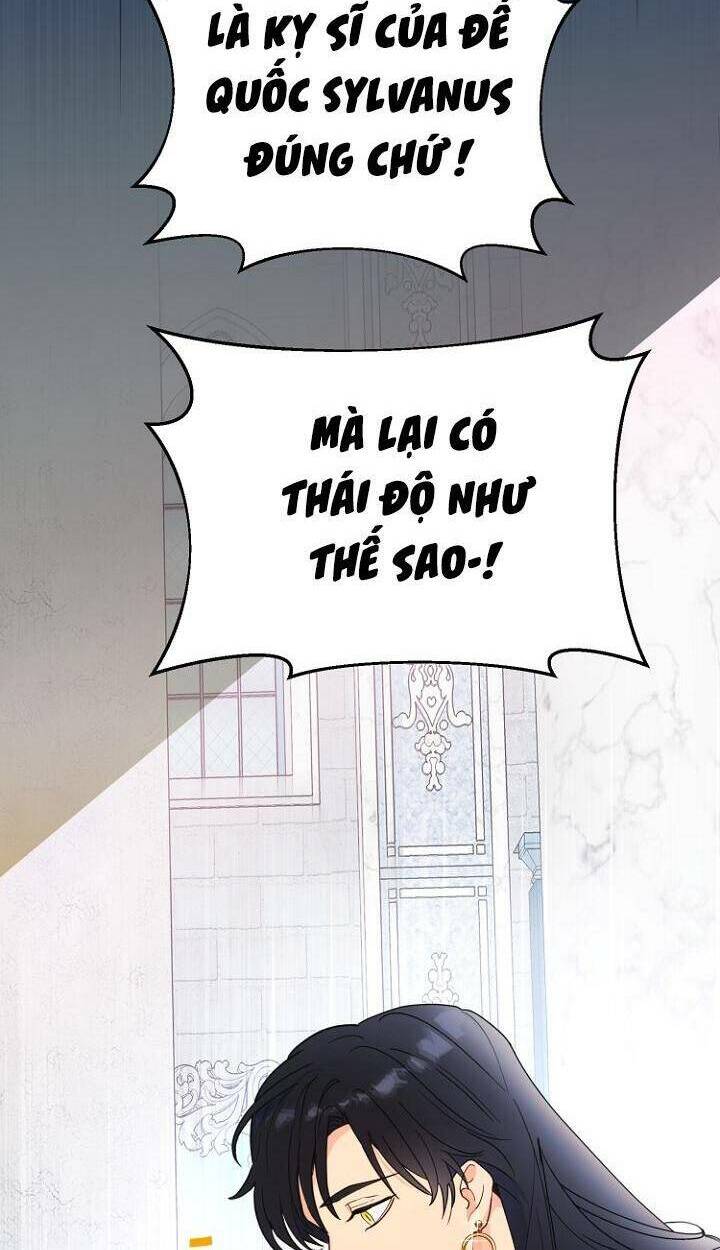 LÀ KỴ SĨ CỦA ĐẾ
QUỐC SYLVANUS
ĐÚNG CHỨ!
MÀ LẠI CÓ
THÁI ĐỘ NHƯ
THẾ SAO-!